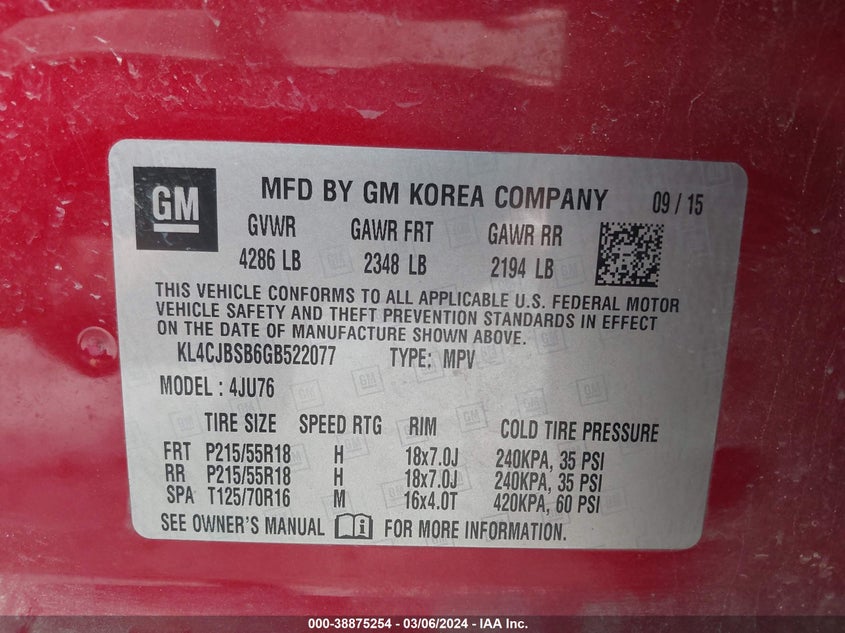 GM
MFD BY GM KOREA COMPANY 09 / 15
GVWR GAWR FRT GAWR RR
4286 LB 2348 LB 2194 LB
THIS VEHICLE CONFORMS TO ALL APPLICABLE U.S. FEDERAL MOTOR
VEHICLE SAFETY AND THEFT PREVENTION STANDARDS IN EFFECT
ON THE DATE OF MANUFACTURE SHOWN ABOVE.
KL4CJBSB6GB522077 TYPE: MPV
MODEL : 4JU76
TIRE SIZE SPEED RTG RIM COLD TIRE PRESSURE
FRT P215/55R18 H 18x7.0J 240KPA, 35 PSI
RR P215/55R18 H 18x7.0J 240KPA, 35 PSI
SPA T125/70R16 M 16x4.0T 420KPA, 60 PSI
SEE OWNER'S MANUAL FOR MORE INFORMATION.
000-38875254 — 03/06/2024 — IAA Inc.